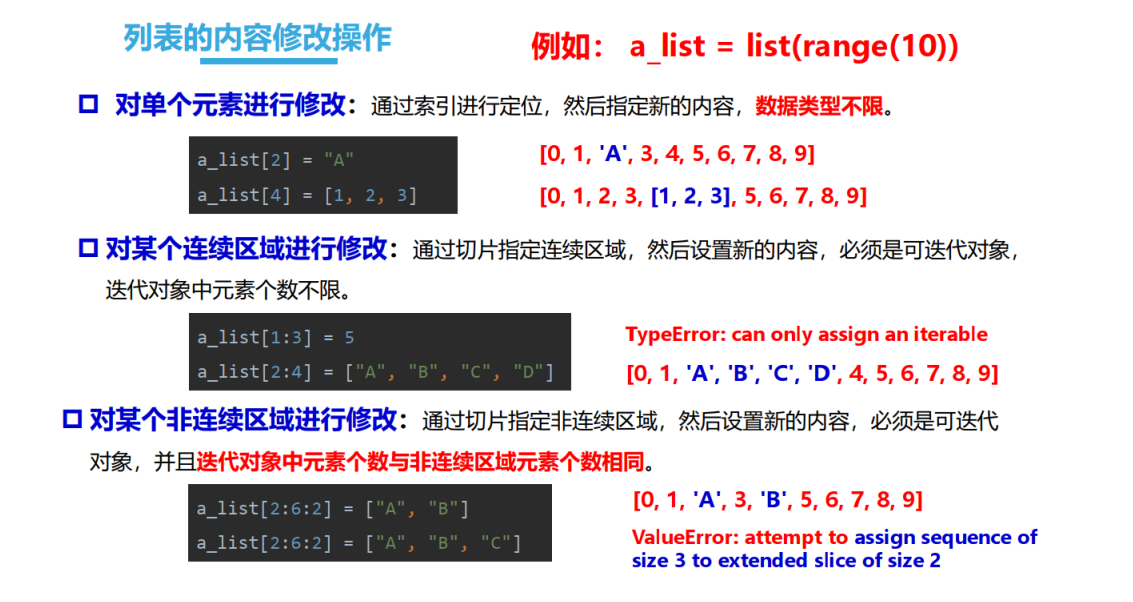 列表的内容修改操作
例如： a_list = list(range(10))
对单个元素进行修改：通过索引进行定位，然后指定新的内容，数据类型不限。
a_list[2] = "A"
[0, 1, 'A', 3, 4, 5, 6, 7, 8, 9]
a_list[4] = [1, 2, 3]
[0, 1, 2, 3, [1, 2, 3], 5, 6, 7, 8, 9]
对某个连续区域进行修改：通过切片指定连续区域，然后设置新的内容，必须是可迭代对象，
迭代对象中元素个数不限。
a_list[1:3] = 5
TypeError: can only assign an iterable
a_list[2:4] = ["A", "B", "C", "D"]
[0, 1, 'A', 'B', 'C', 'D', 4, 5, 6, 7, 8, 9]
对某个非连续区域进行修改：通过切片指定非连续区域，然后设置新的内容，必须是可迭代
对象，并且迭代对象中元素个数与非连续区域元素个数相同。
a_list[2:6:2] = ["A", "B"]
[0, 1, 'A', 3, 'B', 5, 6, 7, 8, 9]
a_list[2:6:2] = ["A", "B", "C"]
ValueError: attempt to assign sequence of
size 3 to extended slice of size 2